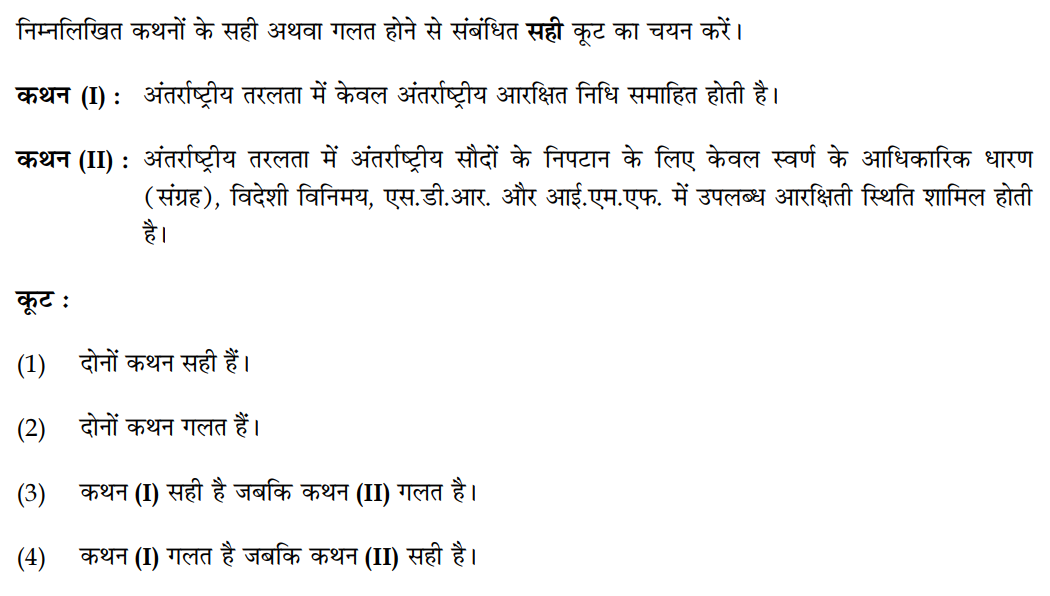 निम्नलिखित कथनों के सही अथवा गलत होने से संबंधित सही कूट का चयन करें।
कथन (I) : अंतर्राष्ट्रीय तरलता में केवल अंतर्राष्ट्रीय आरक्षित निधि समाहित होती है।
कथन (II) : अंतर्राष्ट्रीय तरलता में अंतर्राष्ट्रीय सौदों के निपटान के लिए केवल स्वर्ण के आधिकारिक धारण
(संग्रह), विदेशी विनिमय, एस.डी.आर. और आई.एम.एफ. में उपलब्ध आरक्षिती स्थिति शामिल होती
है।
कूट :
(1) दोनों कथन सही हैं।
(2) दोनों कथन गलत हैं।
(3) कथन (I) सही है जबकि कथन (II) गलत है।
(4) कथन (I) गलत है जबकि कथन (II) सही है।